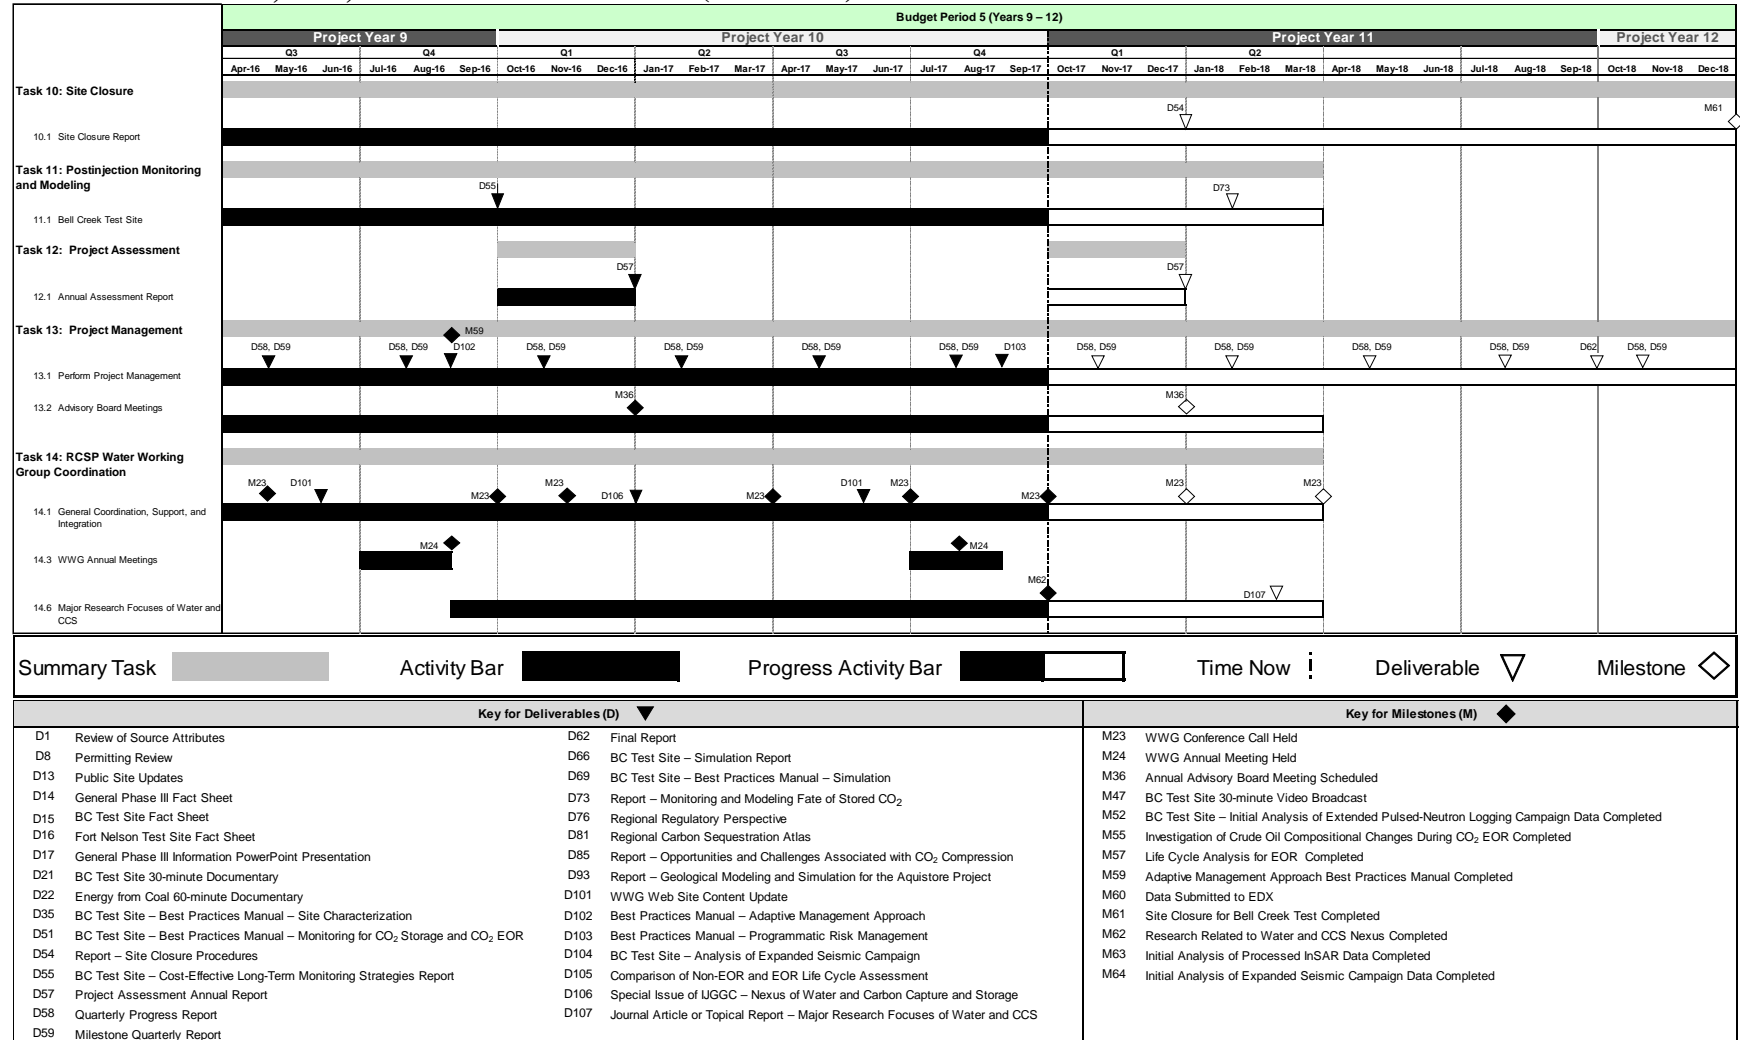 Budget Period 5 (Years 9 – 12)
Project Year 9 Project Year 10 Project Year 11 Project Year 12
Q3 Q4 Q1 Q2 Q3 Q4 Q1 Q2
Apr-16 May-16 Jun-16 Jul-16 Aug-16 Sep-16 Oct-16 Nov-16 Dec-16 Jan-17 Feb-17 Mar-17 Apr-17 May-17 Jun-17 Jul-17 Aug-17 Sep-17 Oct-17 Nov-17 Dec-17 Jan-18 Feb-18 Mar-18 Apr-18 May-18 Jun-18 Jul-18 Aug-18 Sep-18 Oct-18 Nov-18 Dec-18
Task 10: Site Closure
D54 M61
10.1 Site Closure Report
Task 11: Postinjection Monitoring
and Modeling
D55 D73
11.1 Bell Creek Test Site
Task 12: Project Assessment
D57 D57
12.1 Annual Assessment Report
Task 13: Project Management
M59
D58, D59 D58, D59 D102 D58, D59 D58, D59 D58, D59 D58, D59 D103 D58, D59 D58, D59 D58, D59 D58, D59 D62 D58, D59
13.1 Perform Project Management
M36 M36
13.2 Advisory Board Meetings
Task 14: RCSP Water Working
Group Coordination
M23 D101 M23 M23 D106 M23 D101 M23 M23 M23 M23
14.1 General Coordination, Support, and
Integration
M24 M24
14.3 WWG Annual Meetings
M62
D107
14.6 Major Research Focuses of Water and
CCS
Summary Task Activity Bar Progress Activity Bar Time Now Deliverable Milestone
Key for Deliverables (D) Key for Milestones (M)
D1 Review of Source Attributes
D8 Permitting Review
D13 Public Site Updates
D14 General Phase III Fact Sheet
D15 BC Test Site Fact Sheet
D16 Fort Nelson Test Site Fact Sheet
D17 General Phase III Information PowerPoint Presentation
D21 BC Test Site 30-minute Documentary
D22 Energy from Coal 60-minute Documentary
D35 BC Test Site – Best Practices Manual – Site Characterization
D51 BC Test Site – Best Practices Manual – Monitoring for CO2 Storage and CO2 EOR
D54 Report – Site Closure Procedures
D55 BC Test Site – Cost-Effective Long-Term Monitoring Strategies Report
D57 Project Assessment Annual Report
D58 Quarterly Progress Report
D59 Milestone Quarterly Report
D62 Final Report
D66 BC Test Site – Simulation Report
D69 BC Test Site – Best Practices Manual – Simulation
D73 Report – Monitoring and Modeling Fate of Stored CO2
D76 Regional Regulatory Perspective
D81 Regional Carbon Sequestration Atlas
D85 Report – Opportunities and Challenges Associated with CO2 Compression
D93 Report – Geological Modeling and Simulation for the Aquistore Project
D101 WWG Web Site Content Update
D102 Best Practices Manual – Adaptive Management Approach
D103 Best Practices Manual – Programmatic Risk Management
D104 BC Test Site – Analysis of Expanded Seismic Campaign
D105 Comparison of Non-EOR and EOR Life Cycle Assessment
D106 Special Issue of IJGGC – Nexus of Water and Carbon Capture and Storage
D107 Journal Article or Topical Report – Major Research Focuses of Water and CCS
M23 WWG Conference Call Held
M24 WWG Annual Meeting Held
M36 Annual Advisory Board Meeting Scheduled
M47 BC Test Site 30-minute Video Broadcast
M52 BC Test Site – Initial Analysis of Extended Pulsed-Neutron Logging Campaign Data Completed
M55 Investigation of Crude Oil Compositional Changes During CO2 EOR Completed
M57 Life Cycle Analysis for EOR Completed
M59 Adaptive Management Approach Best Practices Manual Completed
M60 Data Submitted to EDX
M61 Site Closure for Bell Creek Test Completed
M62 Research Related to Water and CCS Nexus Completed
M63 Initial Analysis of Processed InSAR Data Completed
M64 Initial Analysis of Expanded Seismic Campaign Data Completed